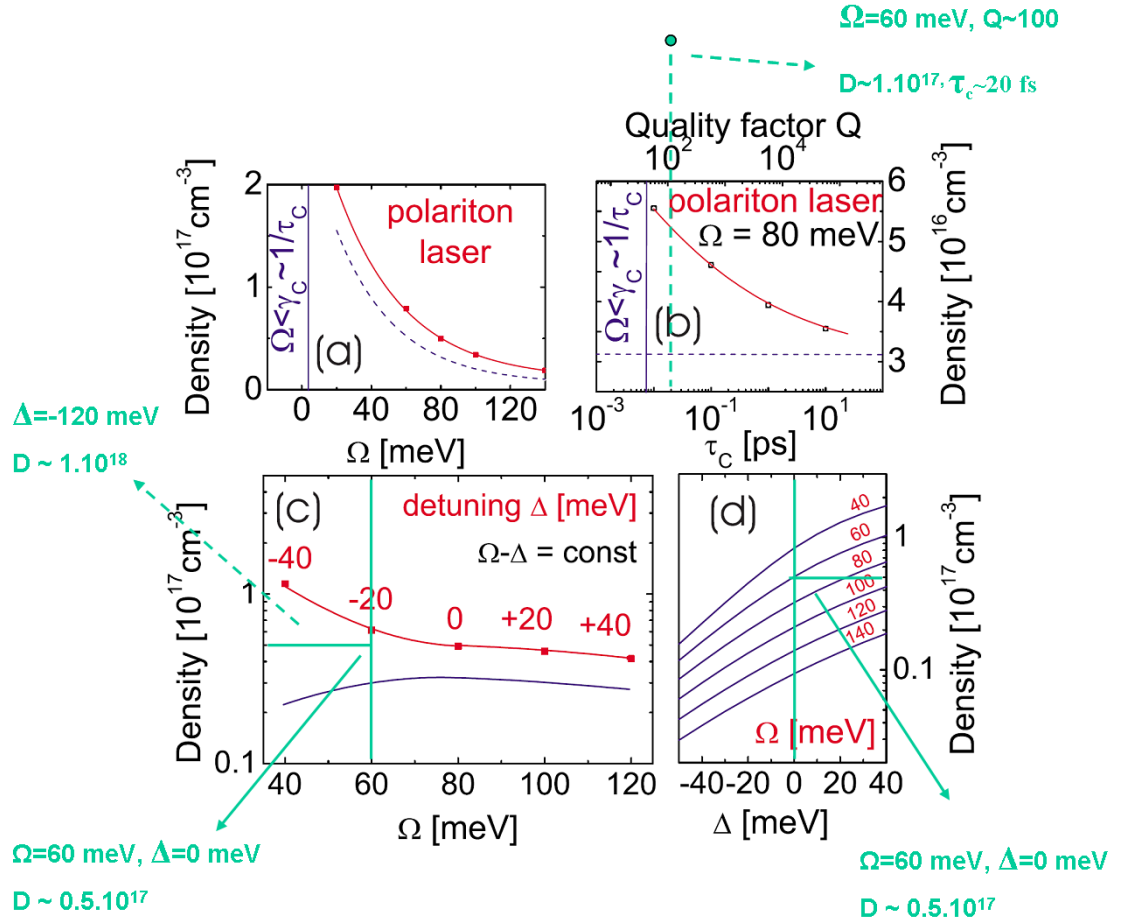 Ω=60 meV, Q~100
D~1.10¹⁷, τc~20 fs
Quality factor Q
10² 10⁴
Density [10¹⁷cm⁻³]
2
1
0
Ω<γC~1/τC
polariton
laser
(a)
0 40 80 120
Ω [meV]
Ω<γC~1/τC
polariton laser
Ω = 80 meV
(b)
6
5
4
3
Density [10¹⁶cm⁻³]
10⁻³ 10⁻¹ 10¹
τC [ps]
Δ=-120 meV
D ~ 1.10¹⁸
Density [10¹⁷cm⁻³]
1
0.1
(c)
detuning Δ [meV]
Ω-Δ = const
-40
-20
0
+20
+40
40 60 80 100 120
Ω [meV]
(d)
40
60
80
100
120
140
Ω [meV]
1
0.1
Density [10¹⁷cm⁻³]
-40 -20 0 20 40
Δ [meV]
Ω=60 meV, Δ=0 meV
D ~ 0.5.10¹⁷
Ω=60 meV, Δ=0 meV
D ~ 0.5.10¹⁷